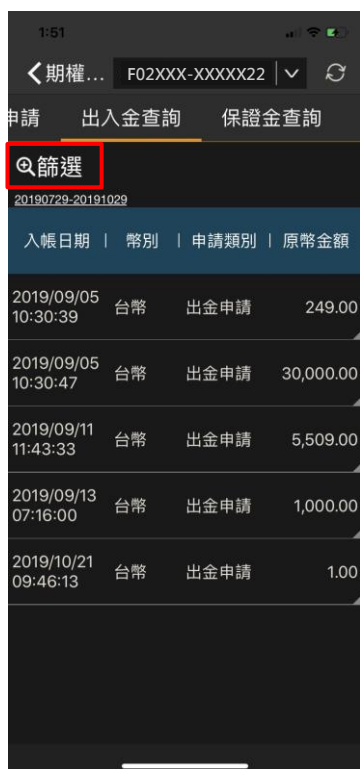 1:51
期權... F02XXX-XXXXX22
申請 出入金查詢 保證金查詢
篩選
20190729-20191029
入帳日期 | 幣別 | 申請類別 | 原幣金額
2019/09/05
10:30:39 台幣 出金申請 249.00
2019/09/05
10:30:47 台幣 出金申請 30,000.00
2019/09/11
11:43:33 台幣 出金申請 5,509.00
2019/09/13
07:16:00 台幣 出金申請 1,000.00
2019/10/21
09:46:13 台幣 出金申請 1.00